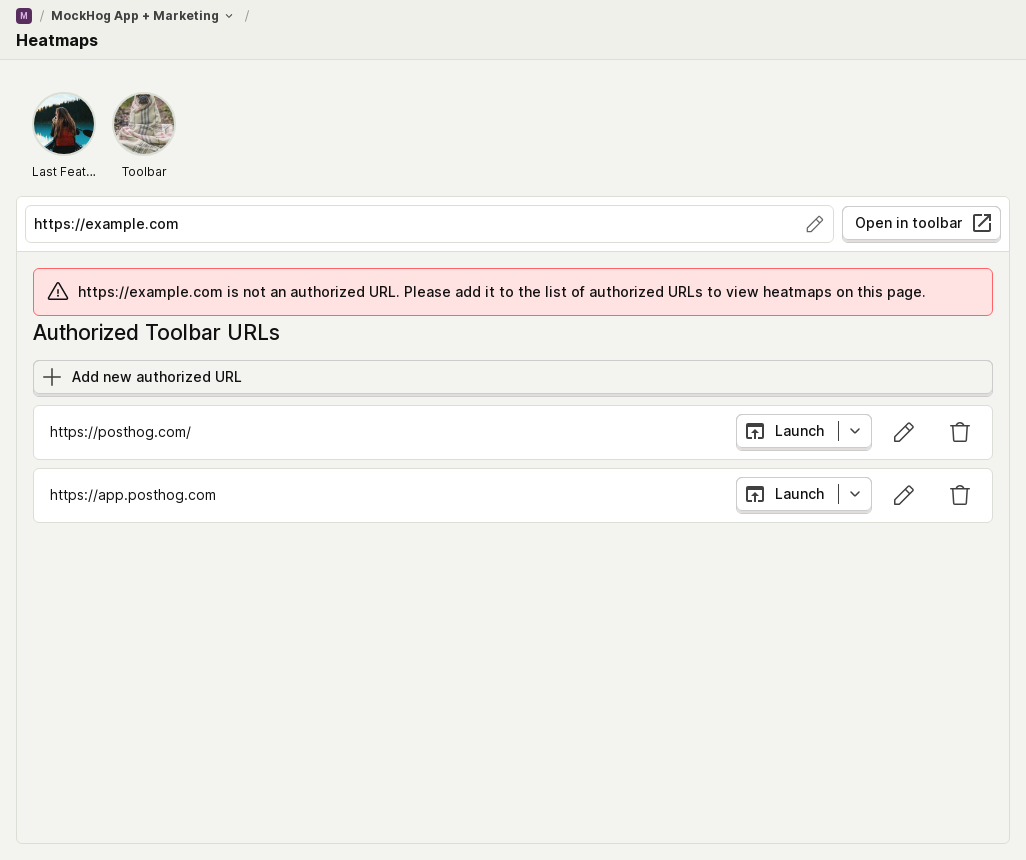 M / MockHog App + Marketing /
Heatmaps
Last Feat...
Toolbar
https://example.com
Open in toolbar
https://example.com is not an authorized URL. Please add it to the list of authorized URLs to view heatmaps on this page.
Authorized Toolbar URLs
Add new authorized URL
https://posthog.com/
Launch
https://app.posthog.com
Launch